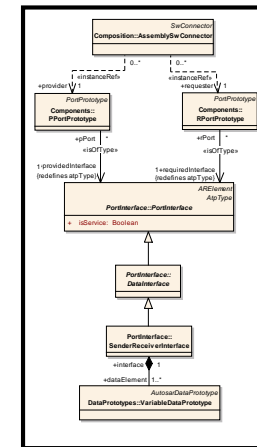 SwConnector
Composition::AssemblySwConnector
0..* 0..*
«instanceRef» «instanceRef»
+provider 1 +requester 1
PortPrototype PortPrototype
Components:: Components::
PPortPrototype RPortPrototype
+pPort * +rPort *
«isOfType» «isOfType»
1 +providedInterface 1 +requiredInterface
{redefines atpType} {redefines atpType}
ARElement
AtpType
PortInterface::PortInterface
+ isService: Boolean
PortInterface::
DataInterface
PortInterface::
SenderReceiverInterface
+interface 1
+dataElement 1..*
AutosarDataPrototype
DataPrototypes::VariableDataPrototype